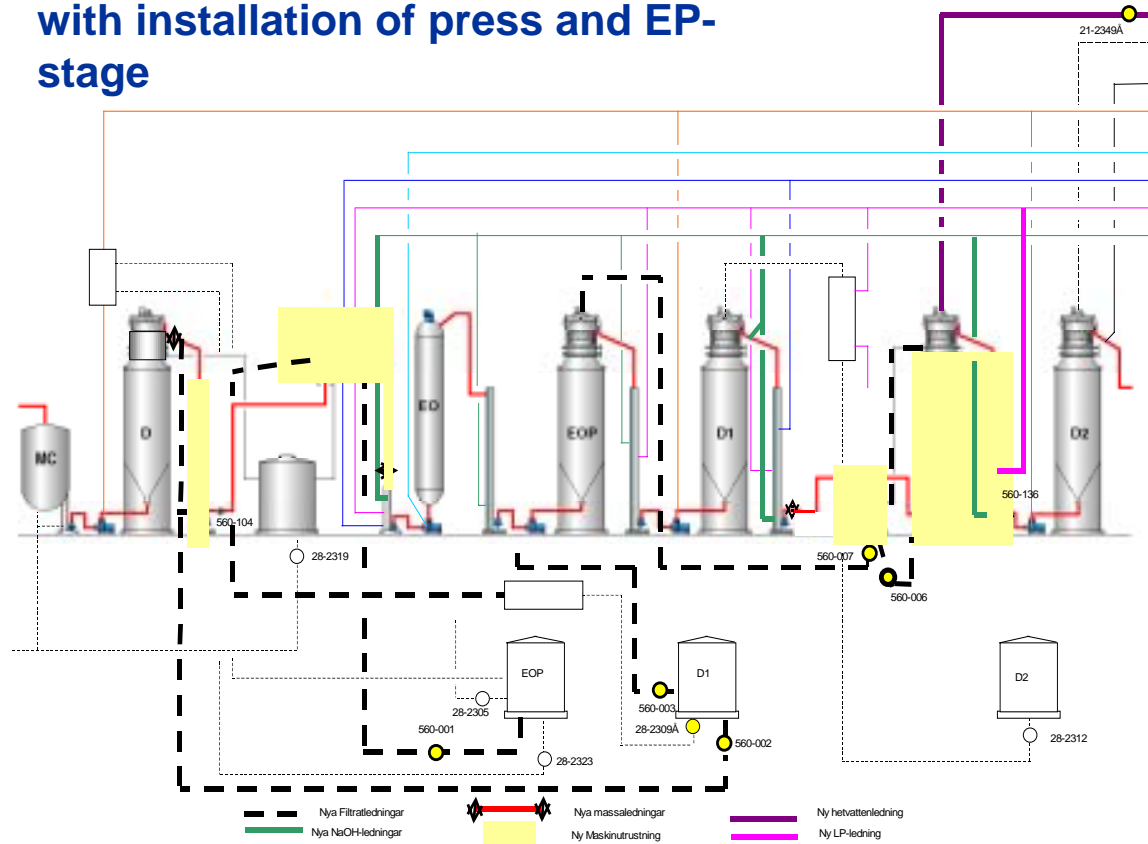 with installation of press and EP-
stage
21-2349Å
MC
D
EO
EOP
D1
D2
560-104
560-136
28-2319
560-007
560-006
EOP
D1
D2
28-2305
560-003
28-2309Å
560-001
560-002
28-2323
28-2312
Nya Filtratledningar
Nya massaledningar
Ny hetvattenledning
Nya NaOH-ledningar
Ny Maskinutrustning
Ny LP-ledning